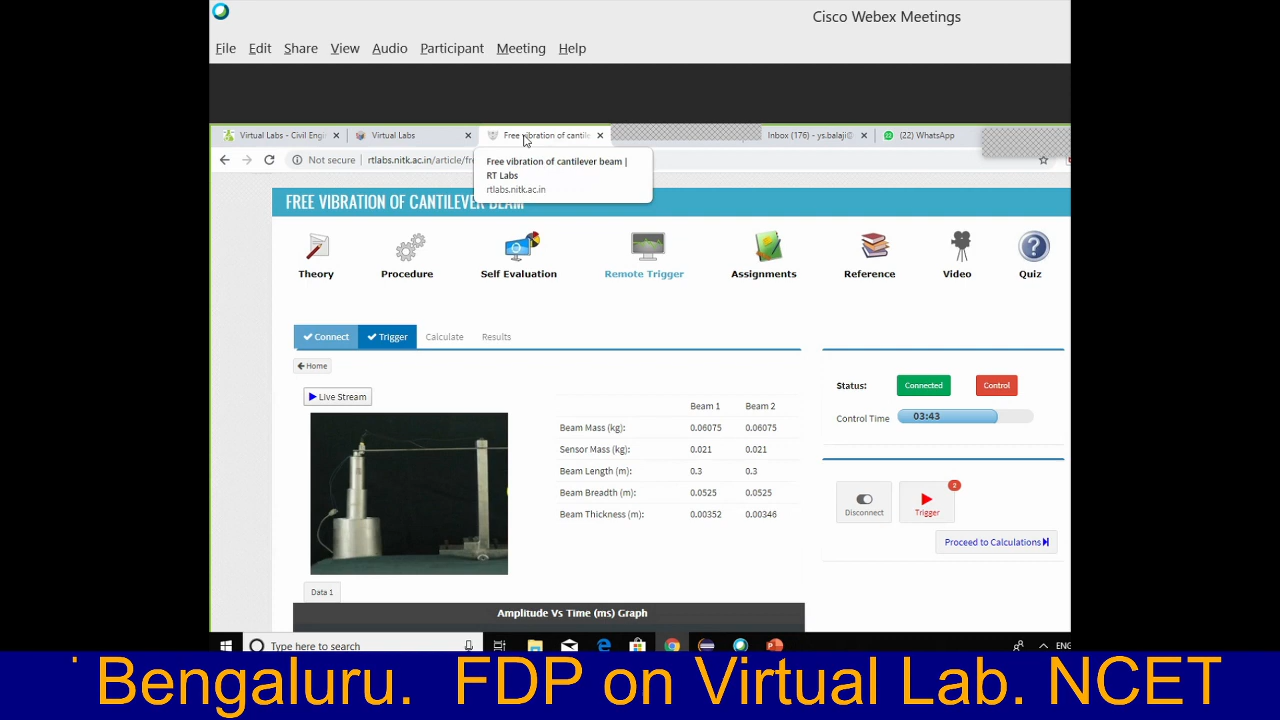 Cisco Webex Meetings
File Edit Share View Audio Participant Meeting Help
Virtual Labs - Civil Engi Virtual Labs Free vibration of cantile Inbox (176) - ys.balaji@ (22) WhatsApp
Not secure rtlabs.nitk.ac.in/article/fre
Free vibration of cantilever beam |
RT Labs
rtlabs.nitk.ac.in
FREE VIBRATION OF CANTILEVER BEAM
Theory Procedure Self Evaluation Remote Trigger Assignments Reference Video Quiz
Connect Trigger Calculate Results
Home
Live Stream
Beam 1 Beam 2
Beam Mass (kg): 0.06075 0.06075
Sensor Mass (kg): 0.021 0.021
Beam Length (m): 0.3 0.3
Beam Breadth (m): 0.0525 0.0525
Beam Thickness (m): 0.00352 0.00346
Status: Connected Control
Control Time 03:43
2
Disconnect Trigger
Proceed to Calculations
Data 1
Amplitude Vs Time (ms) Graph
Type here to search
ENG
Bengaluru. FDP on Virtual Lab. NCET